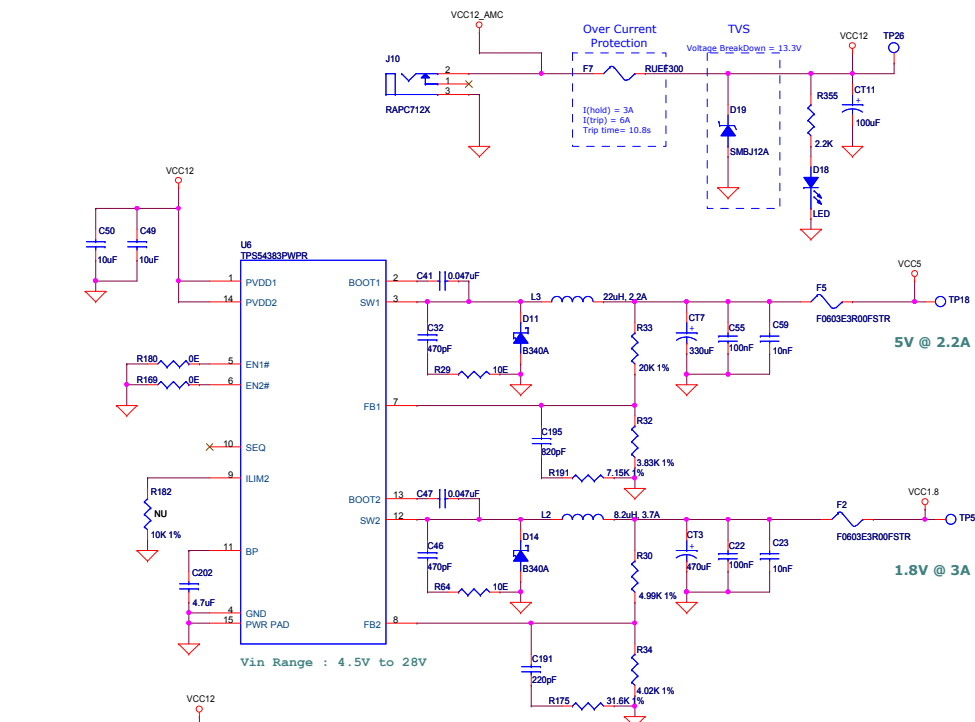 VCC12_AMC
Over Current
Protection
TVS
Voltage BreakDown = 13.3V
VCC12
TP26
J10
2
1
3
RAPC712X
F7
RUEF300
I(hold) = 3A
I(trip) = 6A
Trip time= 10.8s
D19
SMBJ12A
R355
2.2K
CT11
+
100uF
D18
LED
VCC12
C50
10uF
C49
10uF
U6
TPS54383PWPR
1
PVDD1
14
PVDD2
5
EN1#
6
EN2#
10
SEQ
9
ILIM2
11
BP
4
GND
15
PWR PAD
BOOT1
2
SW1
3
FB1
7
BOOT2
13
SW2
12
FB2
8
R180
0E
R169
0E
R182
NU
10K 1%
C202
4.7uF
C41
0.047uF
C32
470pF
R29
10E
D11
B340A
L3
22uH, 2.2A
R33
20K 1%
CT7
+
330uF
C55
100nF
C59
10nF
F5
F0603E3R00FSTR
VCC5
TP18
5V @ 2.2A
C195
820pF
R191
7.15K 1%
R32
3.83K 1%
C47
0.047uF
C46
470pF
R64
10E
D14
B340A
L2
8.2uH, 3.7A
R30
4.99K 1%
CT3
+
470uF
C22
100nF
C23
10nF
F2
F0603E3R00FSTR
VCC1.8
TP5
1.8V @ 3A
C191
220pF
R175
31.6K 1%
R34
4.02K 1%
Vin Range : 4.5V to 28V
VCC12